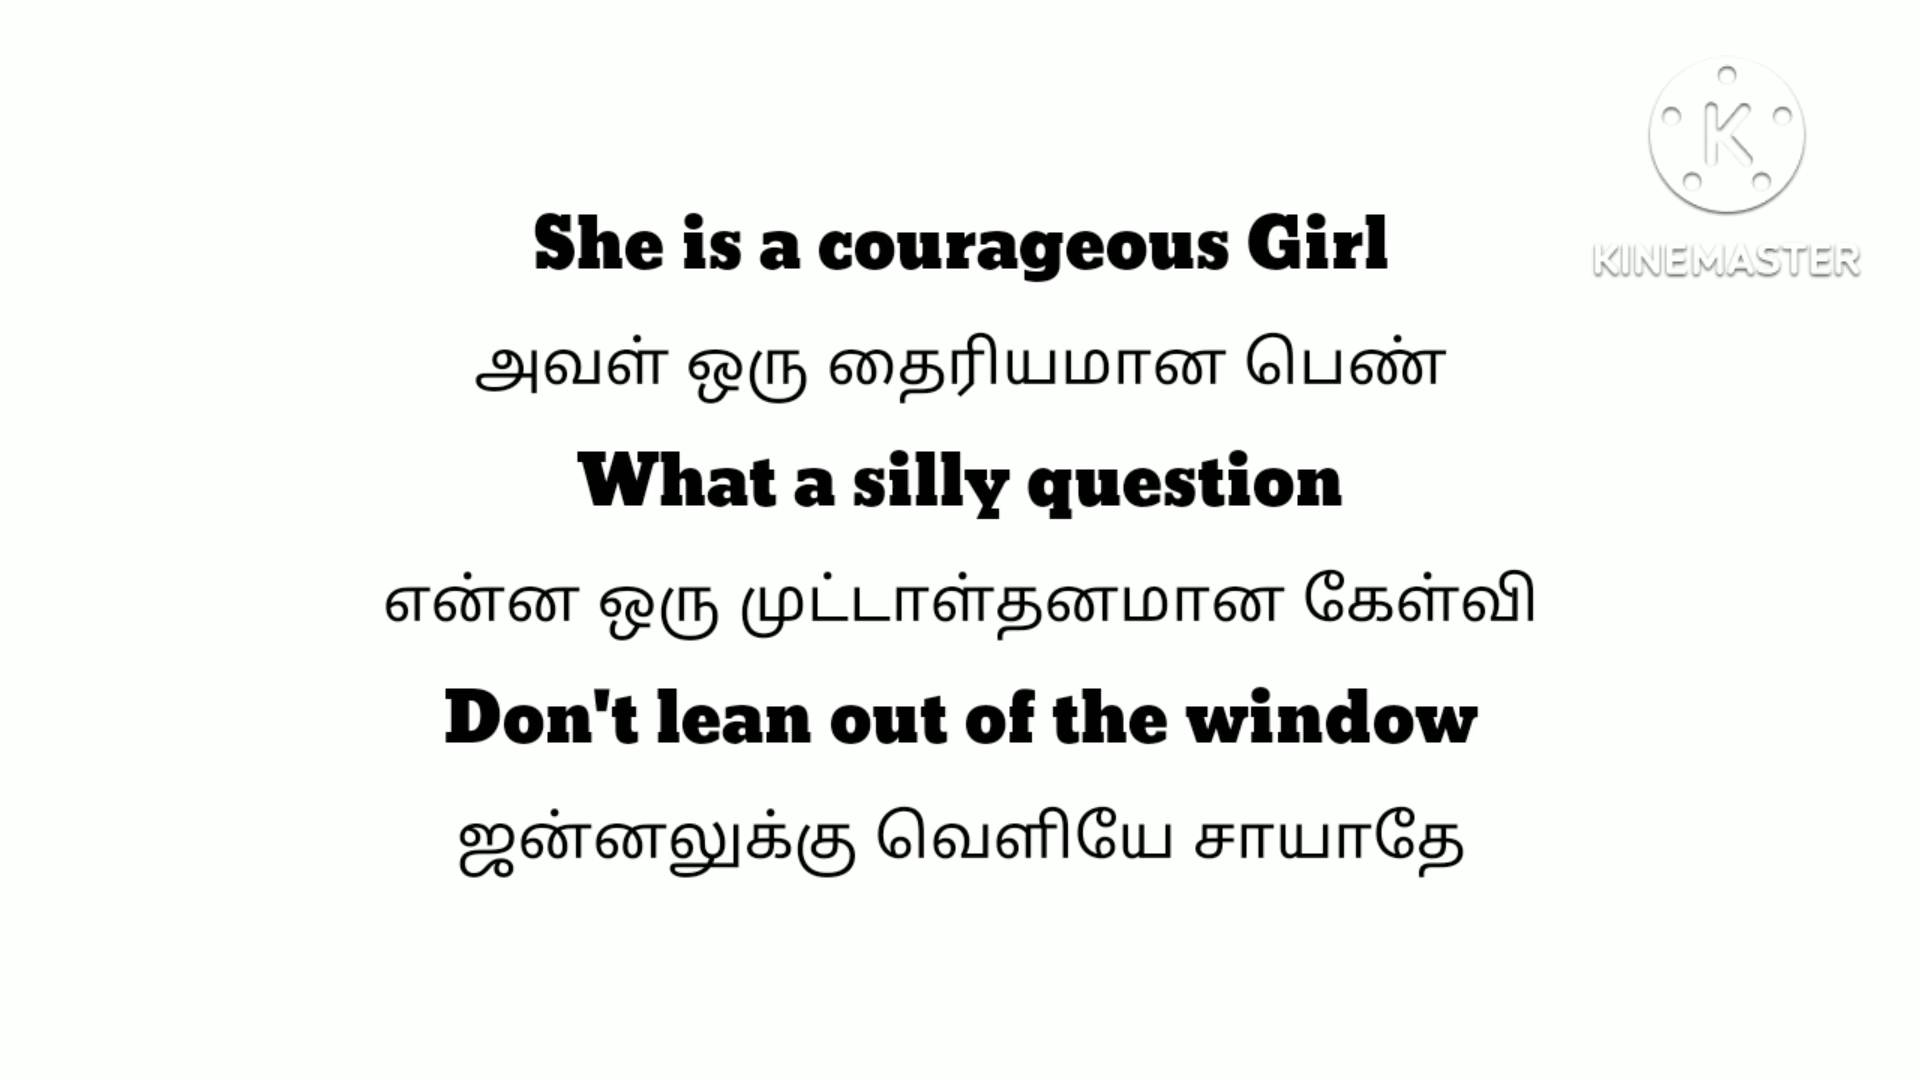 She is a courageous Girl
அவள் ஒரு தைரியமான பெண்
What a silly question
என்ன ஒரு முட்டாள்தனமான கேள்வி
Don't lean out of the window
ஜன்னலுக்கு வெளியே சாயாதே
K
KINEMASTER